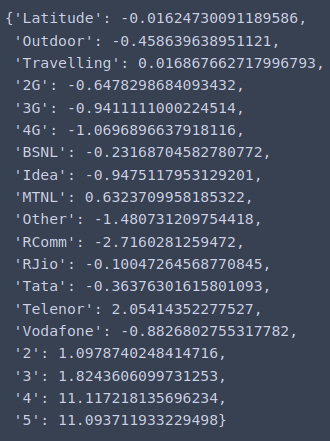 {'Latitude': -0.01624730091189586,
'Outdoor': -0.458639638951121,
'Travelling': 0.016867662717996793,
'2G': -0.6478298684093432,
'3G': -0.9411111000224514,
'4G': -1.0696896637918116,
'BSNL': -0.23168704582780772,
'Idea': -0.9475117953129201,
'MTNL': 0.6323709958185322,
'Other': -1.480731209754418,
'RComm': -2.7160281259472,
'RJio': -0.10047264568770845,
'Tata': -0.36376301615801093,
'Telenor': 2.05414352277527,
'Vodafone': -0.8826802755317782,
'2': 1.0978740248414716,
'3': 1.8243606099731253,
'4': 11.117218135696234,
'5': 11.093711933229498}